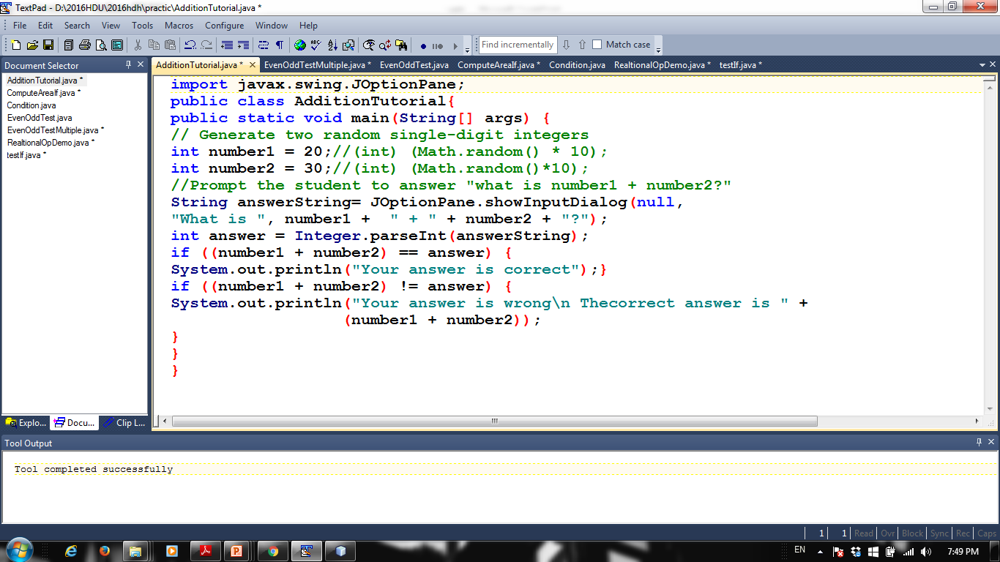 TextPad - D:\2016HDU\2016hdh\practic\AdditionTutorial.java *
File Edit Search View Tools Macros Configure Window Help
Find incrementally Match case
Document Selector
AdditionTutorial.java *
ComputeAreaIf.java *
Condition.java
EvenOddTest.java
EvenOddTestMultiple.java *
RealtionalOpDemo.java *
testIf.java *
Explo... Docu... Clip L...
AdditionTutorial.java * EvenOddTestMultiple.java * EvenOddTest.java ComputeAreaIf.java * Condition.java RealtionalOpDemo.java * testIf.java *
import javax.swing.JOptionPane;
public class AdditionTutorial{
public static void main(String[] args) {
// Generate two random single-digit integers
int number1 = 20;//(int) (Math.random() * 10);
int number2 = 30;//(int) (Math.random()*10);
//Prompt the student to answer "what is number1 + number2?"
String answerString= JOptionPane.showInputDialog(null,
"What is ", number1 +  " + " + number2 + "?");
int answer = Integer.parseInt(answerString);
if ((number1 + number2) == answer) {
System.out.println("Your answer is correct");}
if ((number1 + number2) != answer) {
System.out.println("Your answer is wrong\n Thecorrect answer is " +
(number1 + number2));
}
}
}
Tool Output
Tool completed successfully
1 1 Read Ovr Block Sync Rec Caps
EN 7:49 PM